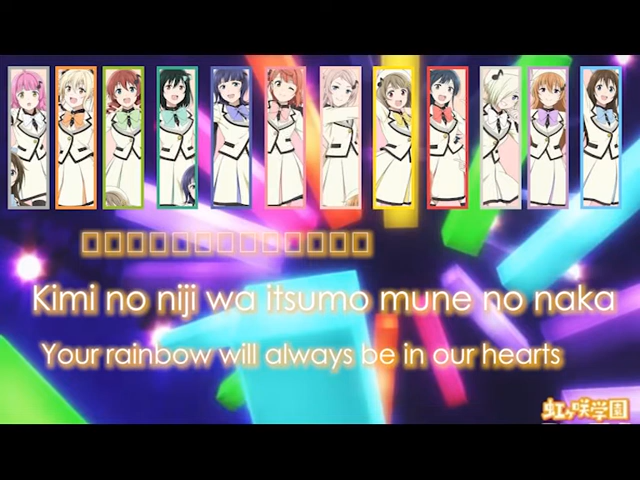 Kimi no niji wa itsumo mune no naka
Your rainbow will always be in our hearts
虹ヶ咲学園